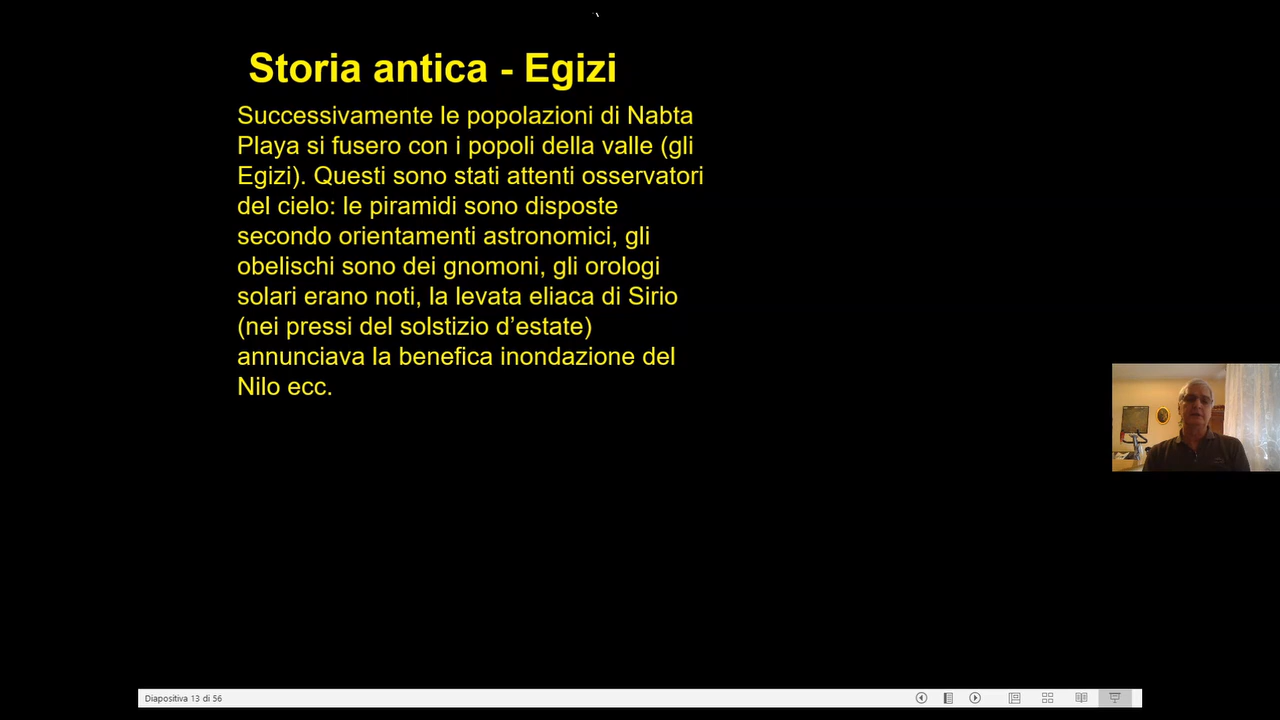 Storia antica - Egizi
Successivamente le popolazioni di Nabta
Playa si fusero con i popoli della valle (gli
Egizi). Questi sono stati attenti osservatori
del cielo: le piramidi sono disposte
secondo orientamenti astronomici, gli
obelischi sono dei gnomoni, gli orologi
solari erano noti, la levata eliaca di Sirio
(nei pressi del solstizio d’estate)
annunciava la benefica inondazione del
Nilo ecc.
Diapositiva 13 di 56